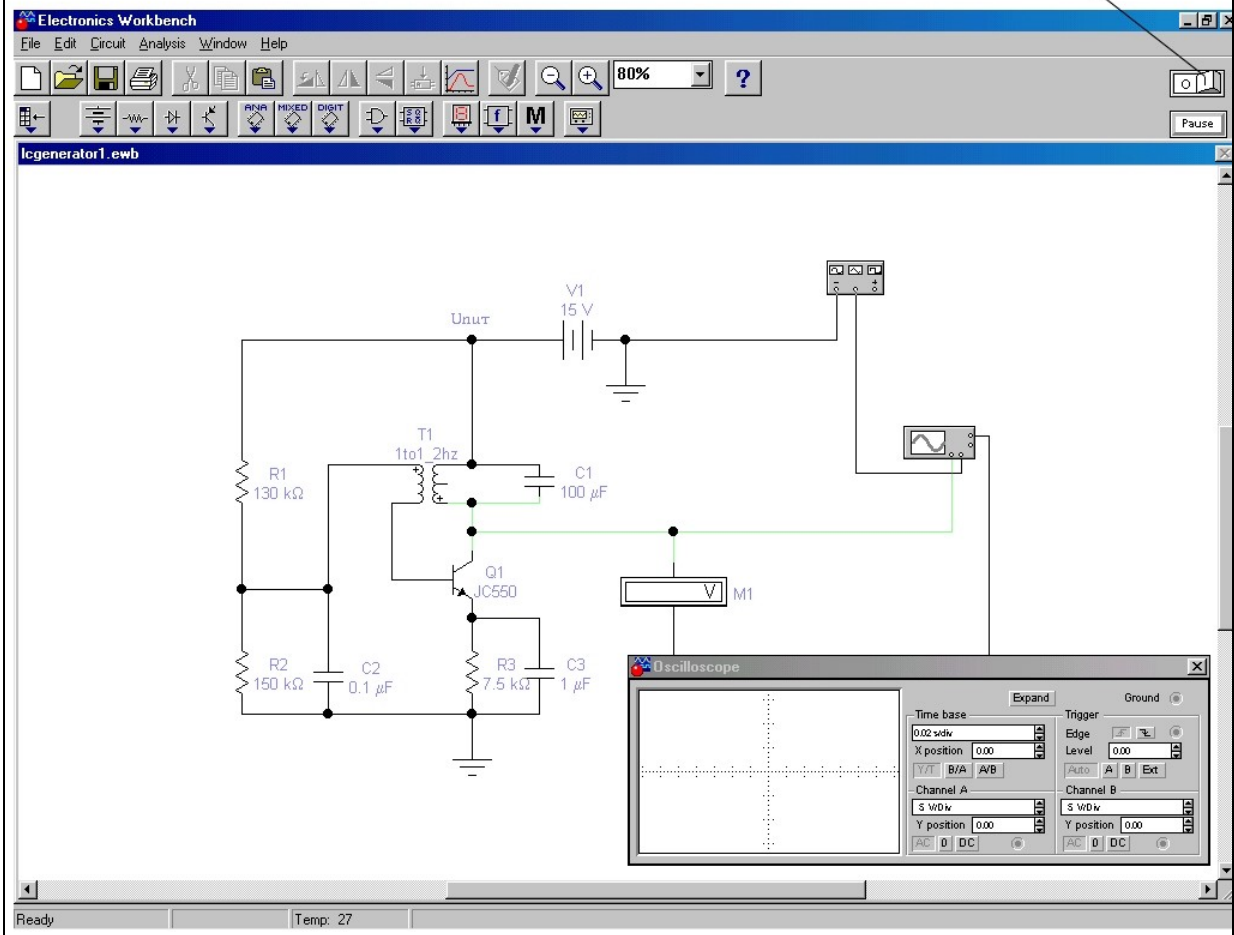 Electronics Workbench
File Edit Circuit Analysis Window Help
80%
?
ANA MIXED DIGIT
f M
Pause
lcgenerator1.ewb
V1
15 V
Uпит
T1
1to1_2hz
R1
130 kΩ
C1
100 μF
Q1
JC550
V
M1
R2
150 kΩ
C2
0.1 μF
R3
7.5 kΩ
C3
1 μF
Oscilloscope
Expand
Ground
Time base
Trigger
0.02 s/div
Edge
X position 0.00
Level 0.00
Y/T B/A A/B
Auto A B Ext
Channel A
Channel B
5 V/Div
5 V/Div
Y position 0.00
Y position 0.00
AC 0 DC
AC 0 DC
Ready
Temp: 27